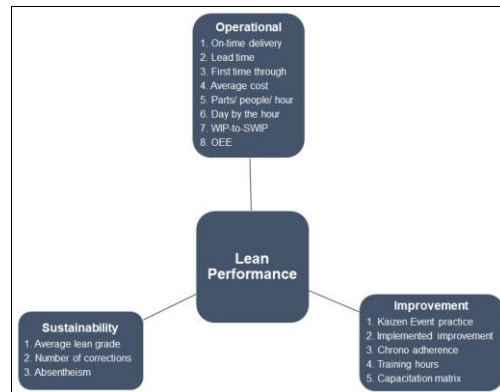 Operational
1. On-time delivery
2. Lead time
3. First time through
4. Average cost
5. Parts/ people/ hour
6. Day by the hour
7. WIP-to-SWIP
8. OEE
Lean
Performance
Sustainability
1. Average lean grade
2. Number of corrections
3. Absentheism
Improvement
1. Kaizen Event practice
2. Implemented improvement
3. Chrono adherence
4. Training hours
5. Capacitation matrix